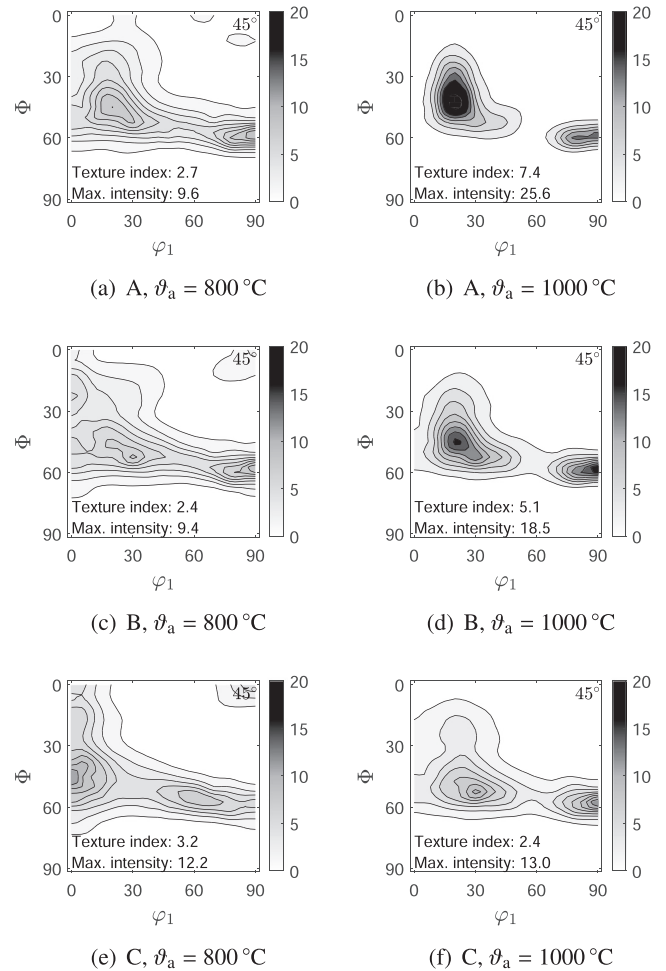 45°
0
30
60
90
Φ
0 30 60 90
φ1
20
15
10
5
0
Texture index: 2.7
Max. intensity: 9.6
(a) A, ϑa = 800 °C
45°
0
30
60
90
Φ
0 30 60 90
φ1
20
15
10
5
0
Texture index: 7.4
Max. intensity: 25.6
(b) A, ϑa = 1000 °C
45°
0
30
60
90
Φ
0 30 60 90
φ1
20
15
10
5
0
Texture index: 2.4
Max. intensity: 9.4
(c) B, ϑa = 800 °C
45°
0
30
60
90
Φ
0 30 60 90
φ1
20
15
10
5
0
Texture index: 5.1
Max. intensity: 18.5
(d) B, ϑa = 1000 °C
45°
0
30
60
90
Φ
0 30 60 90
φ1
20
15
10
5
0
Texture index: 3.2
Max. intensity: 12.2
(e) C, ϑa = 800 °C
45°
0
30
60
90
Φ
0 30 60 90
φ1
20
15
10
5
0
Texture index: 2.4
Max. intensity: 13.0
(f) C, ϑa = 1000 °C